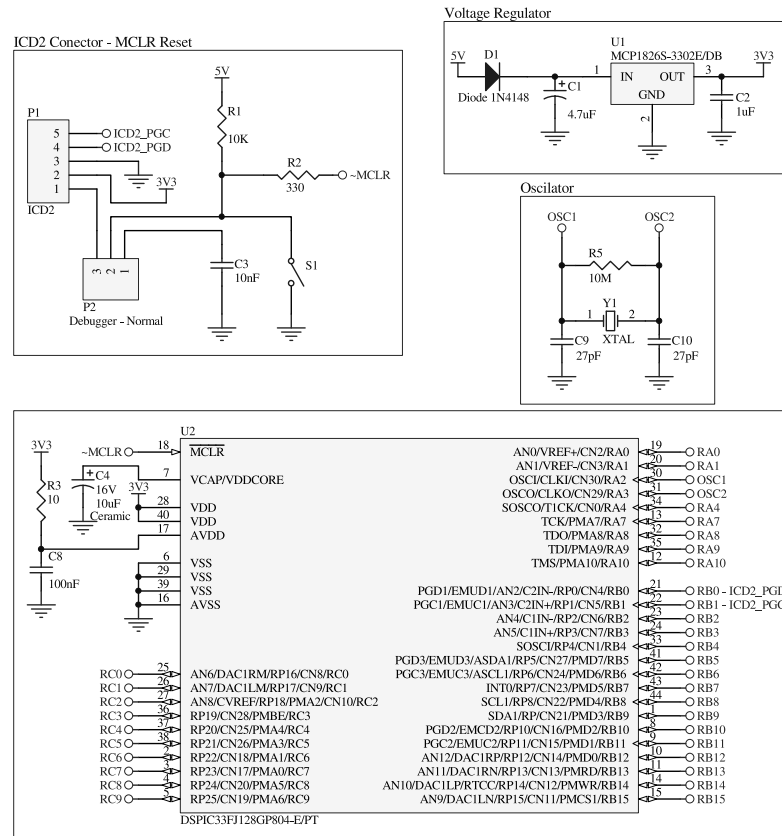 ICD2 Conector - MCLR Reset
5V
P1
R1
10K
5
ICD2_PGC
4
ICD2_PGD
3
2
1
3V3
ICD2
R2
330
~MCLR
3 2 1
P2
Debugger - Normal
C3
10nF
S1
Voltage Regulator
5V
D1
Diode 1N4148
+
C1
4.7uF
U1
MCP1826S-3302E/DB
1
IN
OUT
3
GND
2
3V3
C2
1uF
Oscilator
OSC1
OSC2
R5
10M
Y1
1
2
XTAL
C9
27pF
C10
27pF
U2
3V3
R3
10
C8
100nF
+
C4
16V
10uF
Ceramic
3V3
~MCLR 18 MCLR
7 VCAP/VDDCORE
28 VDD
40 VDD
17 AVDD
6 VSS
29 VSS
39 VSS
16 AVSS
RC0 25 AN6/DAC1RM/RP16/CN8/RC0
RC1 26 AN7/DAC1LM/RP17/CN9/RC1
RC2 27 AN8/CVREF/RP18/PMA2/CN10/RC2
RC3 36 RP19/CN28/PMBE/RC3
RC4 37 RP20/CN25/PMA4/RC4
RC5 38 RP21/CN26/PMA3/RC5
RC6 2 RP22/CN18/PMA1/RC6
RC7 3 RP23/CN17/PMA0/RC7
RC8 4 RP24/CN20/PMA5/RC8
RC9 5 RP25/CN19/PMA6/RC9
AN0/VREF+/CN2/RA0 19 RA0
AN1/VREF-/CN3/RA1 20 RA1
OSCI/CLKI/CN30/RA2 30 OSC1
OSCO/CLKO/CN29/RA3 31 OSC2
SOSCO/T1CK/CN0/RA4 34 RA4
TCK/PMA7/RA7 13 RA7
TDO/PMA8/RA8 32 RA8
TDI/PMA9/RA9 35 RA9
TMS/PMA10/RA10 12 RA10
PGD1/EMUD1/AN2/C2IN-/RP0/CN4/RB0 21 RB0 - ICD2_PGD
PGC1/EMUC1/AN3/C2IN+/RP1/CN5/RB1 22 RB1 - ICD2_PGC
AN4/C1IN-/RP2/CN6/RB2 23 RB2
AN5/C1IN+/RP3/CN7/RB3 24 RB3
SOSCI/RP4/CN1/RB4 33 RB4
PGD3/EMUD3/ASDA1/RP5/CN27/PMD7/RB5 41 RB5
PGC3/EMUC3/ASCL1/RP6/CN24/PMD6/RB6 42 RB6
INT0/RP7/CN23/PMD5/RB7 43 RB7
SCL1/RP8/CN22/PMD4/RB8 44 RB8
SDA1/RP/CN21/PMD3/RB9 1 RB9
PGD2/EMCD2/RP10/CN16/PMD2/RB10 8 RB10
PGC2/EMUC2/RP11/CN15/PMD1/RB11 9 RB11
AN12/DAC1RP/RP12/CN14/PMD0/RB12 10 RB12
AN11/DAC1RN/RP13/CN13/PMRD/RB13 11 RB13
AN10/DAC1LP/RTCC/RP14/CN12/PMWR/RB14 14 RB14
AN9/DAC1LN/RP15/CN11/PMCS1/RB15 15 RB15
DSPIC33FJ128GP804-E/PT